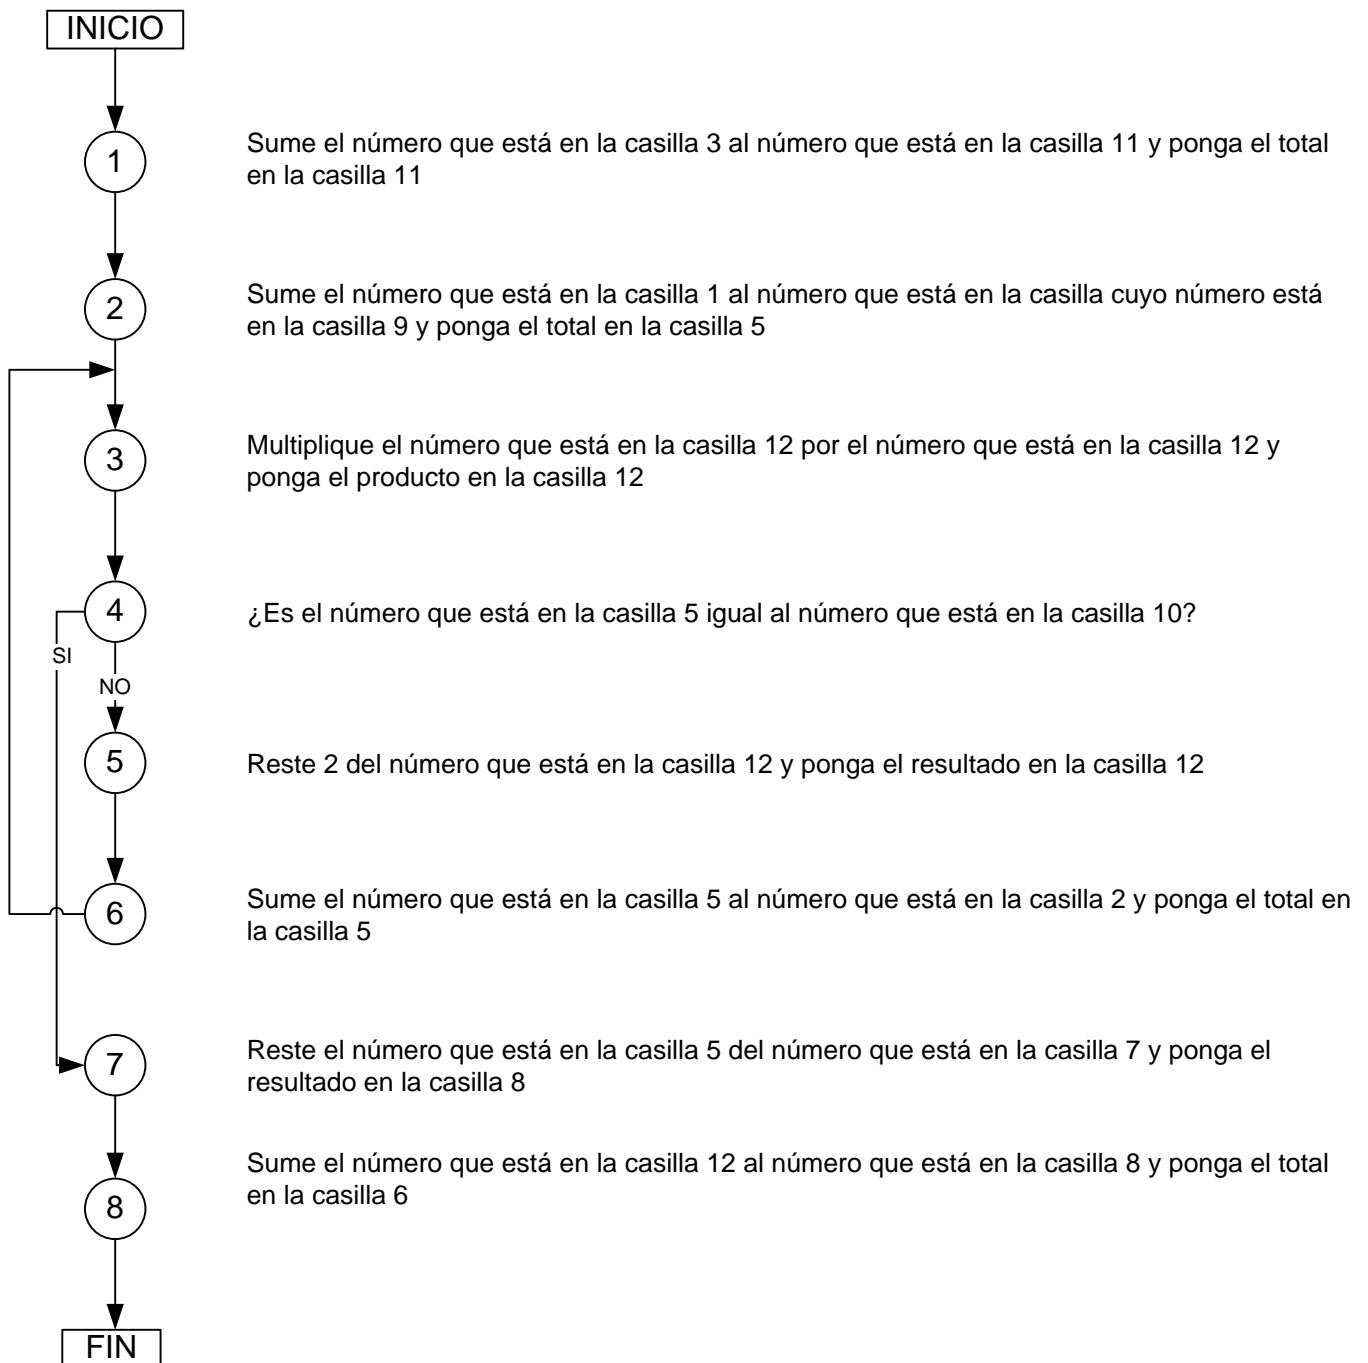 INICIO
1
Sume el número que está en la casilla 3 al número que está en la casilla 11 y ponga el total
en la casilla 11
2
Sume el número que está en la casilla 1 al número que está en la casilla cuyo número está
en la casilla 9 y ponga el total en la casilla 5
3
Multiplique el número que está en la casilla 12 por el número que está en la casilla 12 y
ponga el producto en la casilla 12
4
¿Es el número que está en la casilla 5 igual al número que está en la casilla 10?
SI
NO
5
Reste 2 del número que está en la casilla 12 y ponga el resultado en la casilla 12
6
Sume el número que está en la casilla 5 al número que está en la casilla 2 y ponga el total en
la casilla 5
7
Reste el número que está en la casilla 5 del número que está en la casilla 7 y ponga el
resultado en la casilla 8
8
Sume el número que está en la casilla 12 al número que está en la casilla 8 y ponga el total
en la casilla 6
FIN